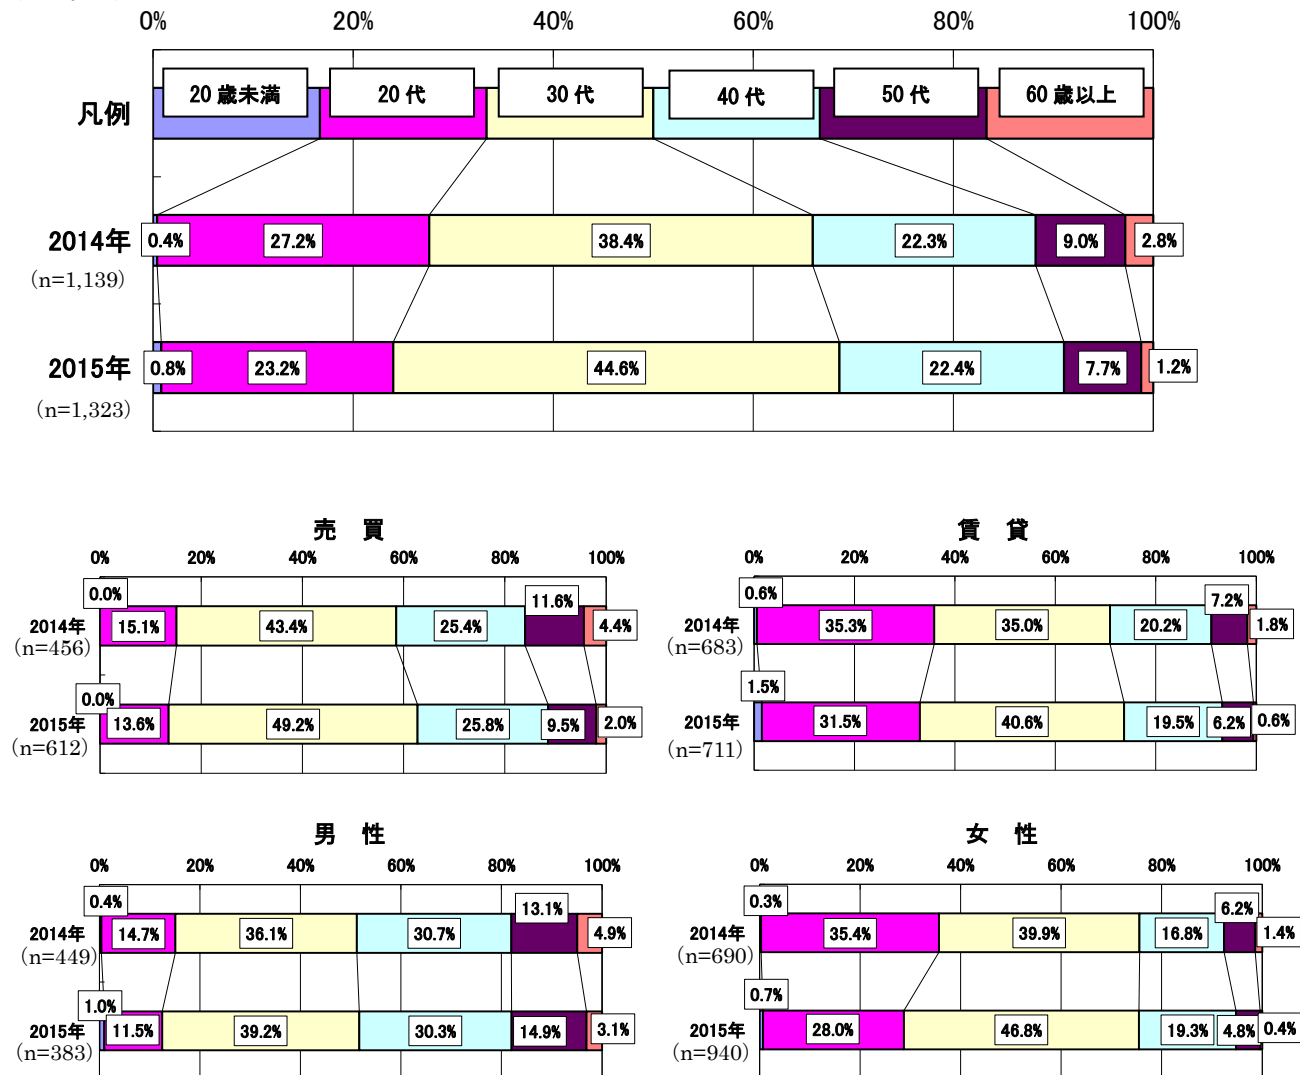 0% 20% 40% 60% 80% 100%
凡例 20 歳未満 20 代 30 代 40 代 50 代 60 歳以上
2014年 0.4% 27.2% 38.4% 22.3% 9.0% 2.8%
(n=1,139)
2015年 0.8% 23.2% 44.6% 22.4% 7.7% 1.2%
(n=1,323)
売 買
0% 20% 40% 60% 80% 100%
2014年 0.0% 15.1% 43.4% 25.4% 11.6% 4.4%
(n=456)
2015年 0.0% 13.6% 49.2% 25.8% 9.5% 2.0%
(n=612)
賃 貸
0% 20% 40% 60% 80% 100%
2014年 0.6% 35.3% 35.0% 20.2% 7.2% 1.8%
(n=683)
2015年 1.5% 31.5% 40.6% 19.5% 6.2% 0.6%
(n=711)
男 性
0% 20% 40% 60% 80% 100%
2014年 0.4% 14.7% 36.1% 30.7% 13.1% 4.9%
(n=449)
2015年 1.0% 11.5% 39.2% 30.3% 14.9% 3.1%
(n=383)
女 性
0% 20% 40% 60% 80% 100%
2014年 0.3% 35.4% 39.9% 16.8% 6.2% 1.4%
(n=690)
2015年 0.7% 28.0% 46.8% 19.3% 4.8% 0.4%
(n=940)